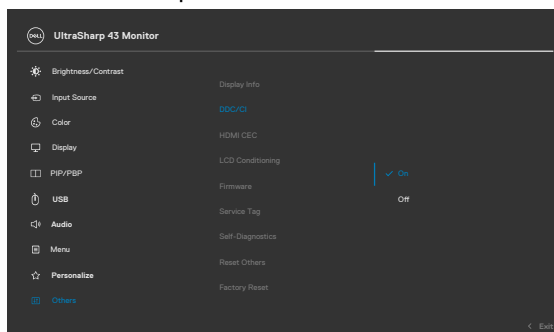 DELL
UltraSharp 43 Monitor
Brightness/Contrast
Input Source
Color
Display
PIP/PBP
USB
Audio
Menu
Personalize
Others
Display Info
DDC/CI
HDMI CEC
LCD Conditioning
Firmware
Service Tag
Self-Diagnostics
Reset Others
Factory Reset
On
Off
Exit